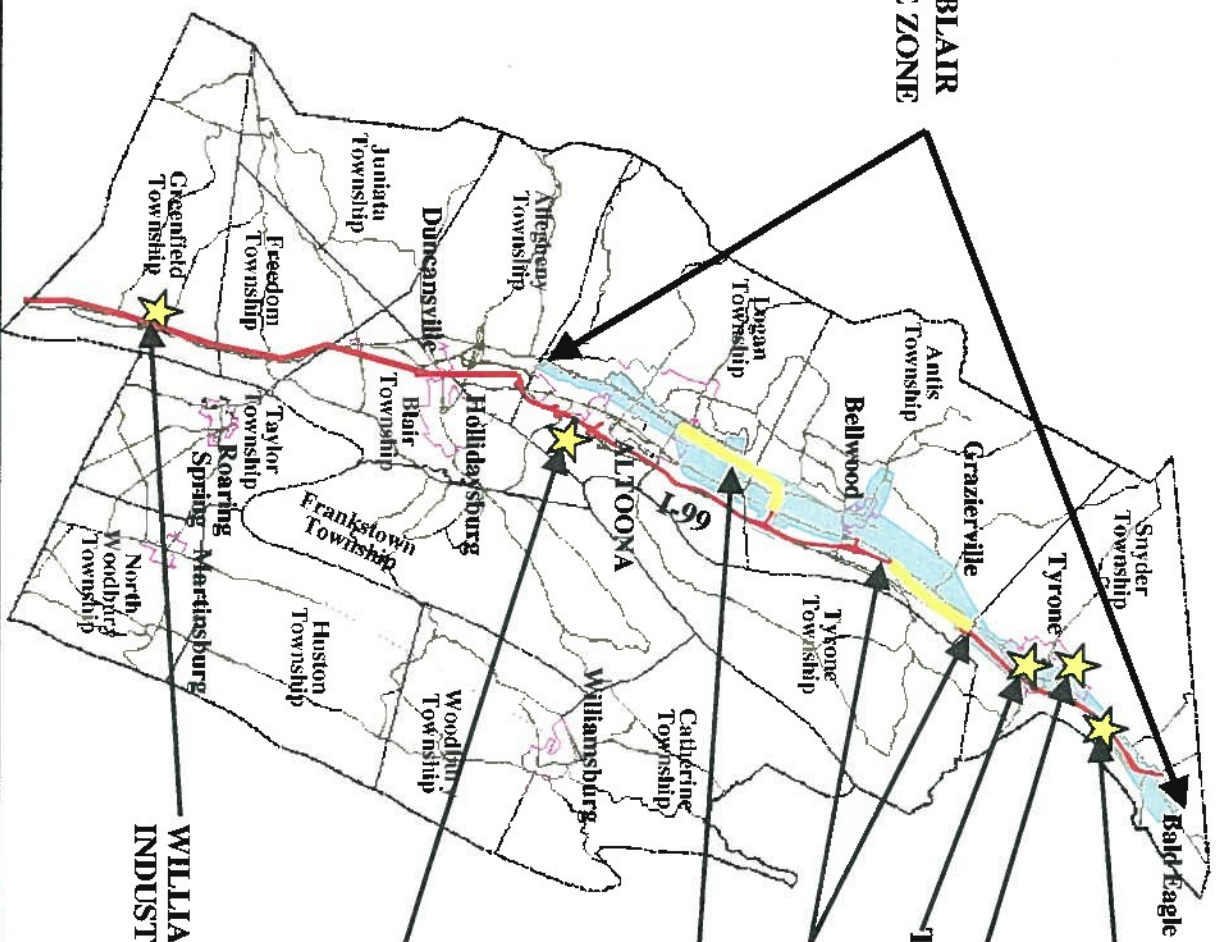 BLAIR
ZONE
Snyder
Township
Tyrone
Bald Eagle
Grazierville
Antis
Township
Bellwood
Logan
Township
Tyrone
Township
I-99
ALTOONA
Catherine
Township
Williamsburg
Allegheny
Township
Duncansville
Hollidaysburg
Juniata
Township
Blair
Township
Frankstown
Township
Woodbury
Township
Huston
Township
Freedom
Township
Taylor
Township
Roaring
Spring
Martinsburg
Greenfield
Township
North
Woodbury
Township
WILLIA
INDUST
T